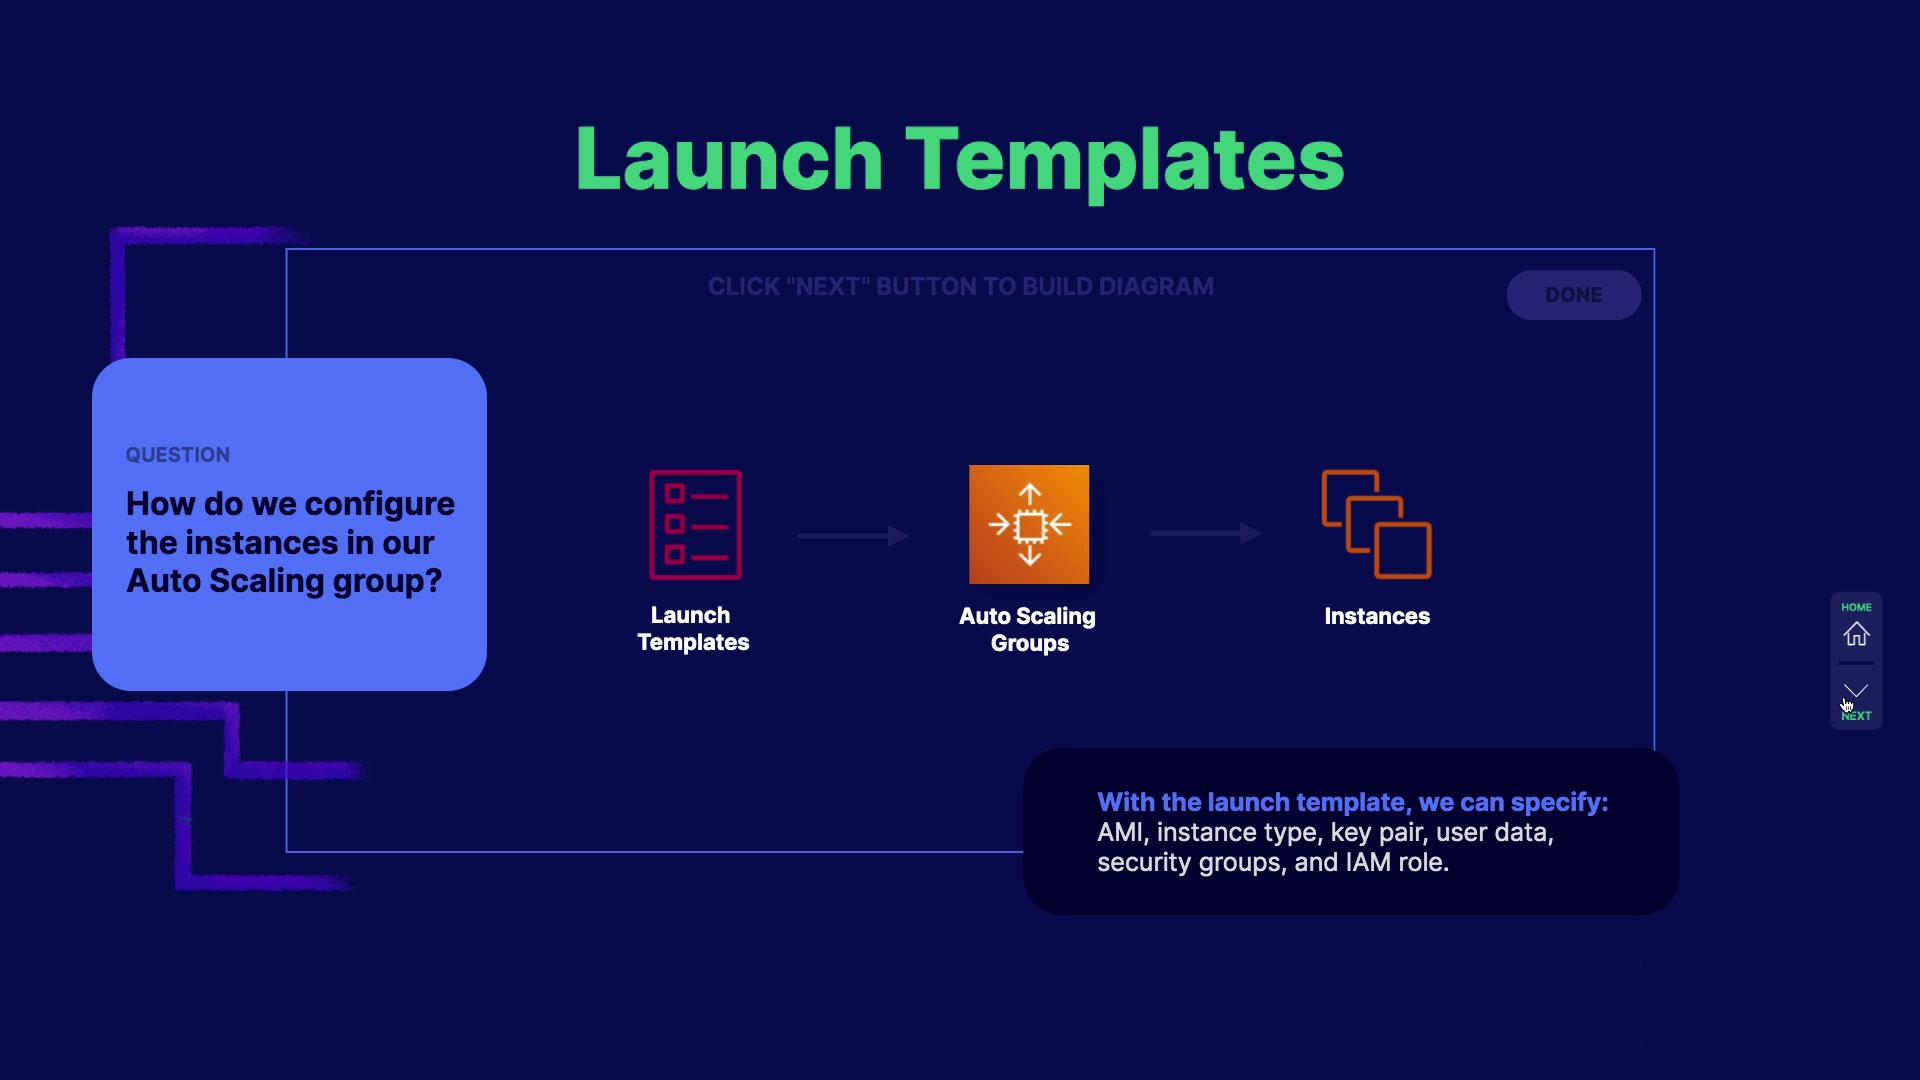 Launch Templates
CLICK "NEXT" BUTTON TO BUILD DIAGRAM
DONE
QUESTION
How do we configure
the instances in our
Auto Scaling group?
Launch
Templates
Auto Scaling
Groups
Instances
HOME
NEXT
With the launch template, we can specify:
AMI, instance type, key pair, user data,
security groups, and IAM role.